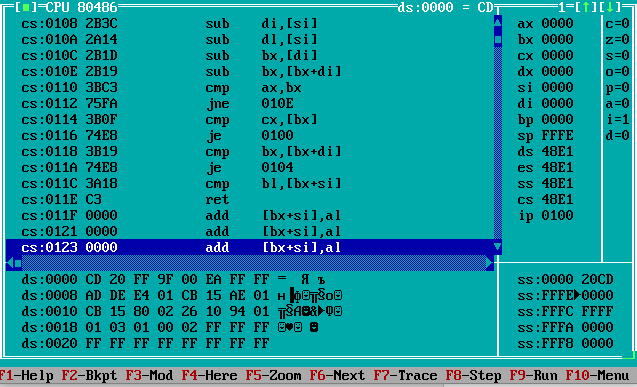 [■]=CPU 80486 ds:0000 = CD 1=[↑][↓]
cs:0108 2B3C sub di,[si] ax 0000 c=0
cs:010A 2A14 sub dl,[si] bx 0000 z=0
cs:010C 2B1D sub bx,[di] cx 0000 s=0
cs:010E 2B19 sub bx,[bx+di] dx 0000 o=0
cs:0110 3BC3 cmp ax,bx si 0000 p=0
cs:0112 75FA jne 010E di 0000 a=0
cs:0114 3B0F cmp cx,[bx] bp 0000 i=1
cs:0116 74E8 je 0100 sp FFFE d=0
cs:0118 3B19 cmp bx,[bx+di] ds 48E1
cs:011A 74E8 je 0104 es 48E1
cs:011C 3A18 cmp bl,[bx+si] ss 48E1
cs:011E C3 ret cs 48E1
cs:011F 0000 add [bx+si],al ip 0100
cs:0121 0000 add [bx+si],al
cs:0123 0000 add [bx+si],al
ds:0000 CD 20 FF 9F 00 EA FF FF = Я ъ ss:0000 20CD
ds:0008 AD DE E4 01 CB 15 AE 01 н▐ф☺╦§о☺ ss:FFFE►0000
ds:0010 CB 15 80 02 26 10 94 01 ╦§А☻&►Ф☺ ss:FFFC FFFF
ds:0018 01 03 01 00 02 FF FF FF ☺♥☺ ☻ ss:FFFA 0000
ds:0020 FF FF FF FF FF FF FF FF ss:FFF8 0000
F1-Help F2-Bkpt F3-Mod F4-Here F5-Zoom F6-Next F7-Trace F8-Step F9-Run F10-Menu